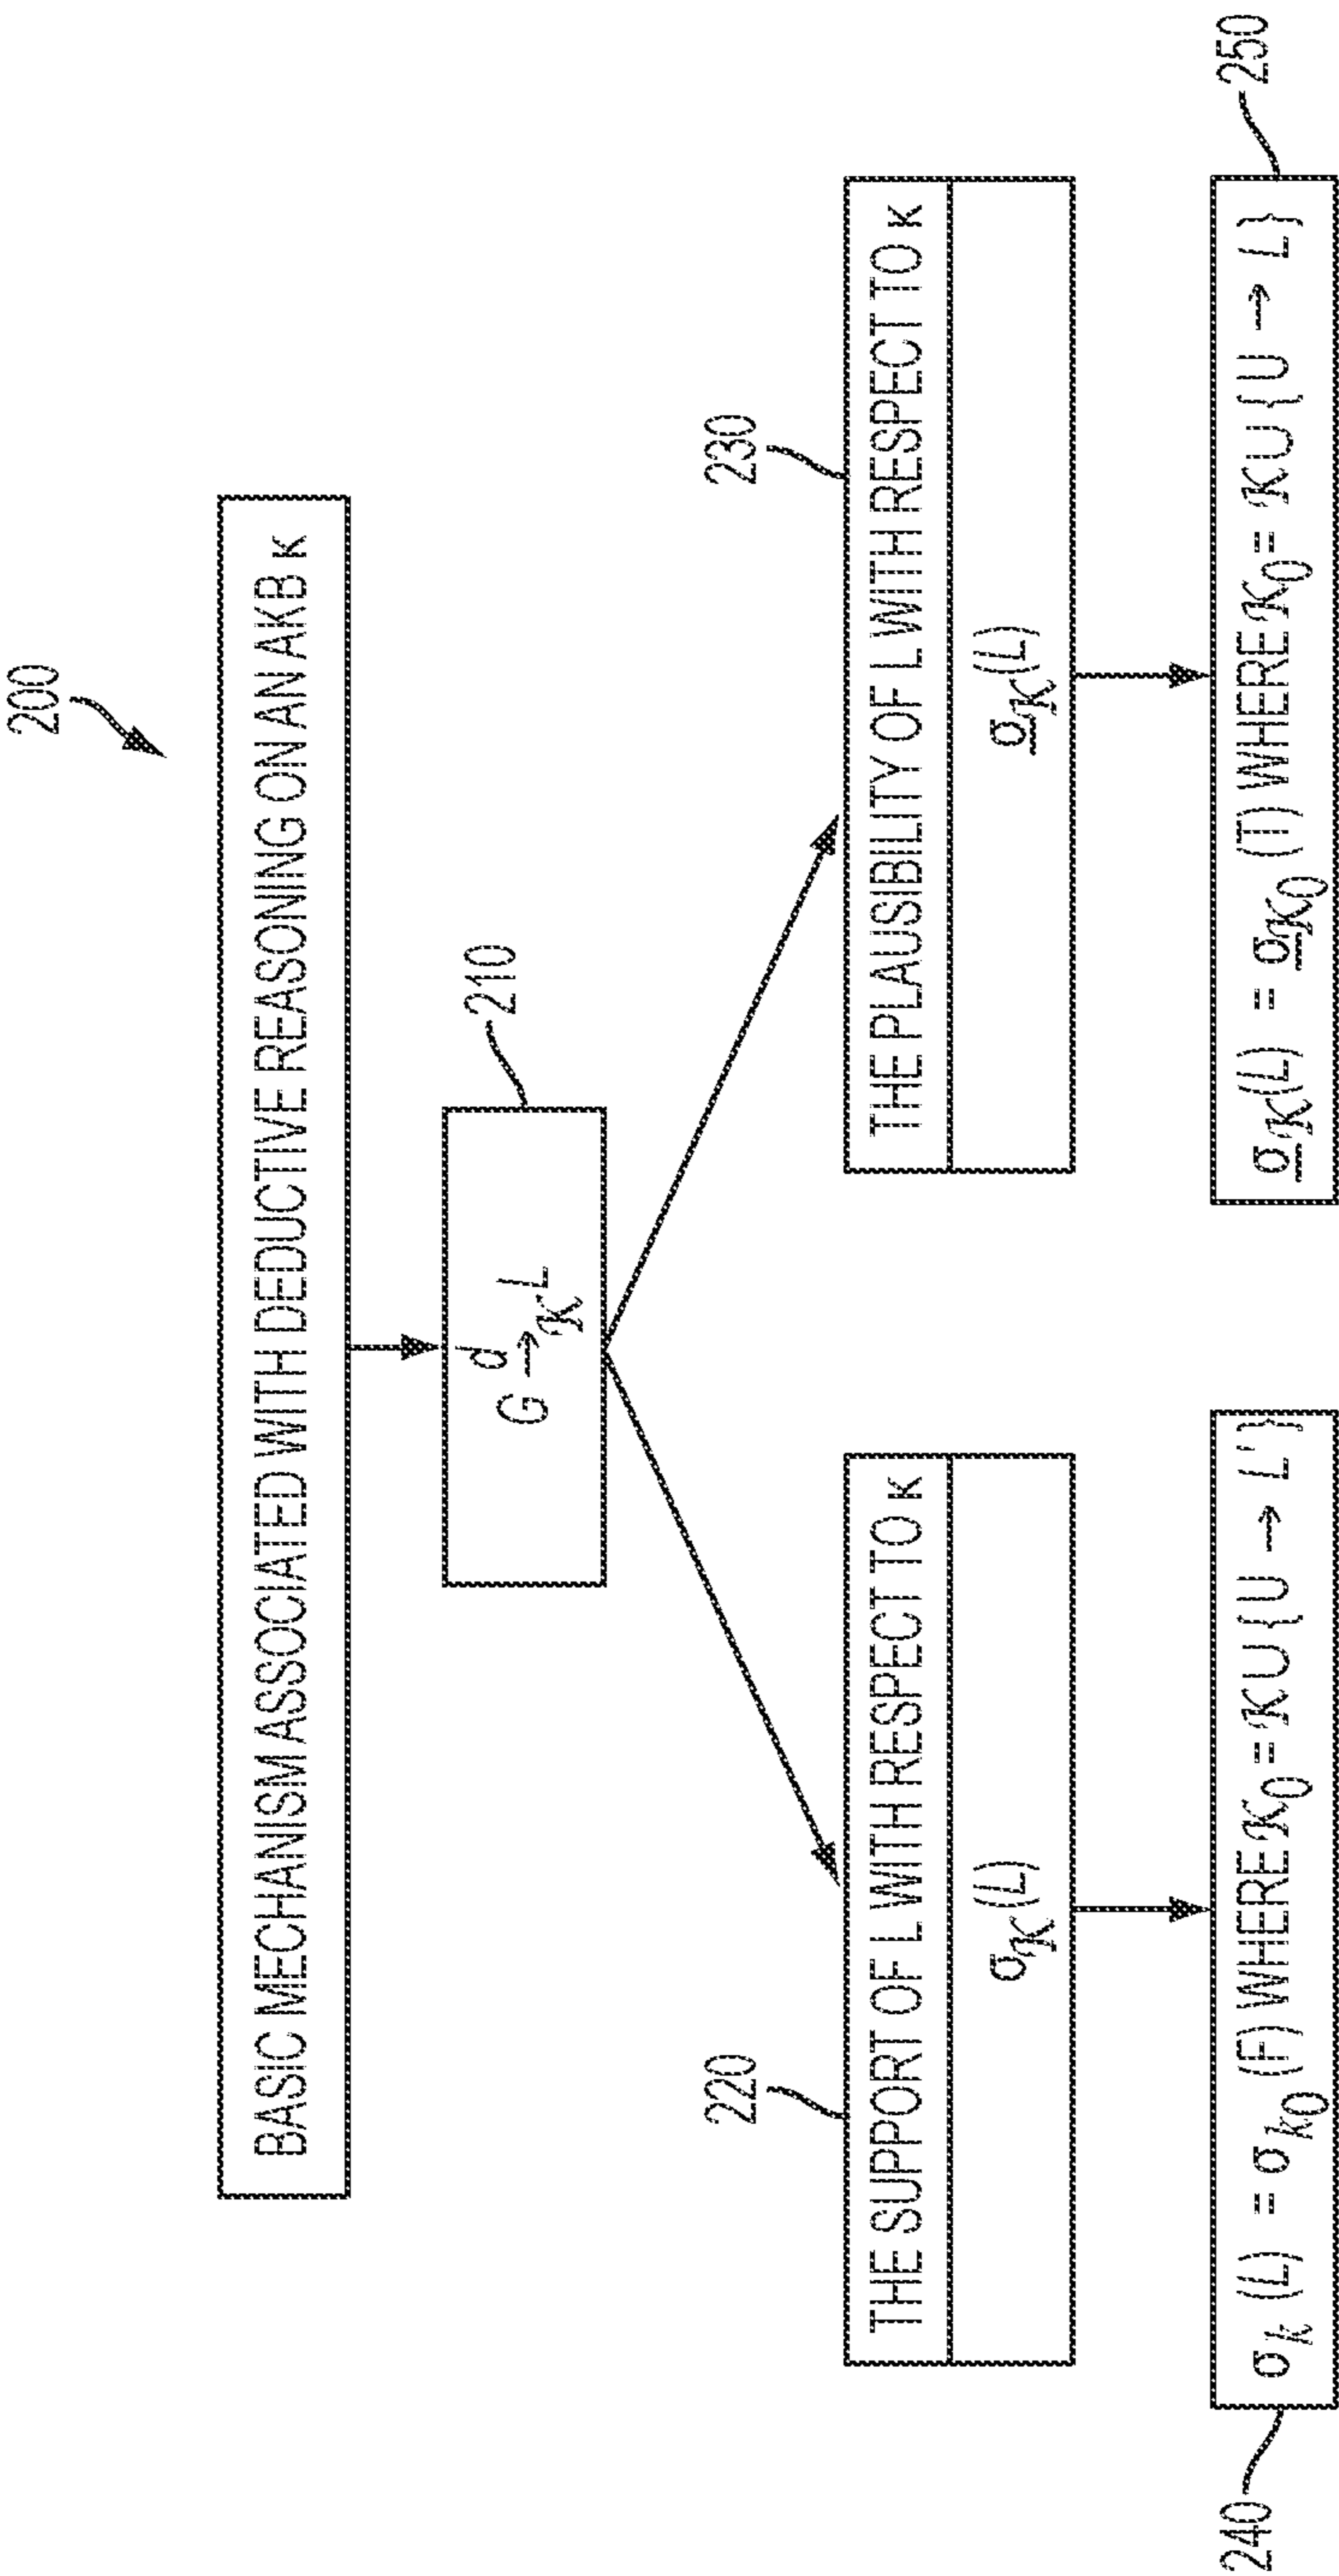 200
BASIC MECHANISM ASSOCIATED WITH DEDUCTIVE REASONING ON AN AKB κ
210
G →ᵈ𝒦 L
220
THE SUPPORT OF L WITH RESPECT TO κ
σ𝒦(L)
230
THE PLAUSIBILITY OF L WITH RESPECT TO κ
σ̲𝒦(L)
240
σk (L) = σk₀ (F) WHERE 𝒦₀ = 𝒦 ∪ {U → L'}
σ̲𝒦(L) = σ̲𝒦₀ (T) WHERE 𝒦₀ = 𝒦 ∪ {U → L}
250